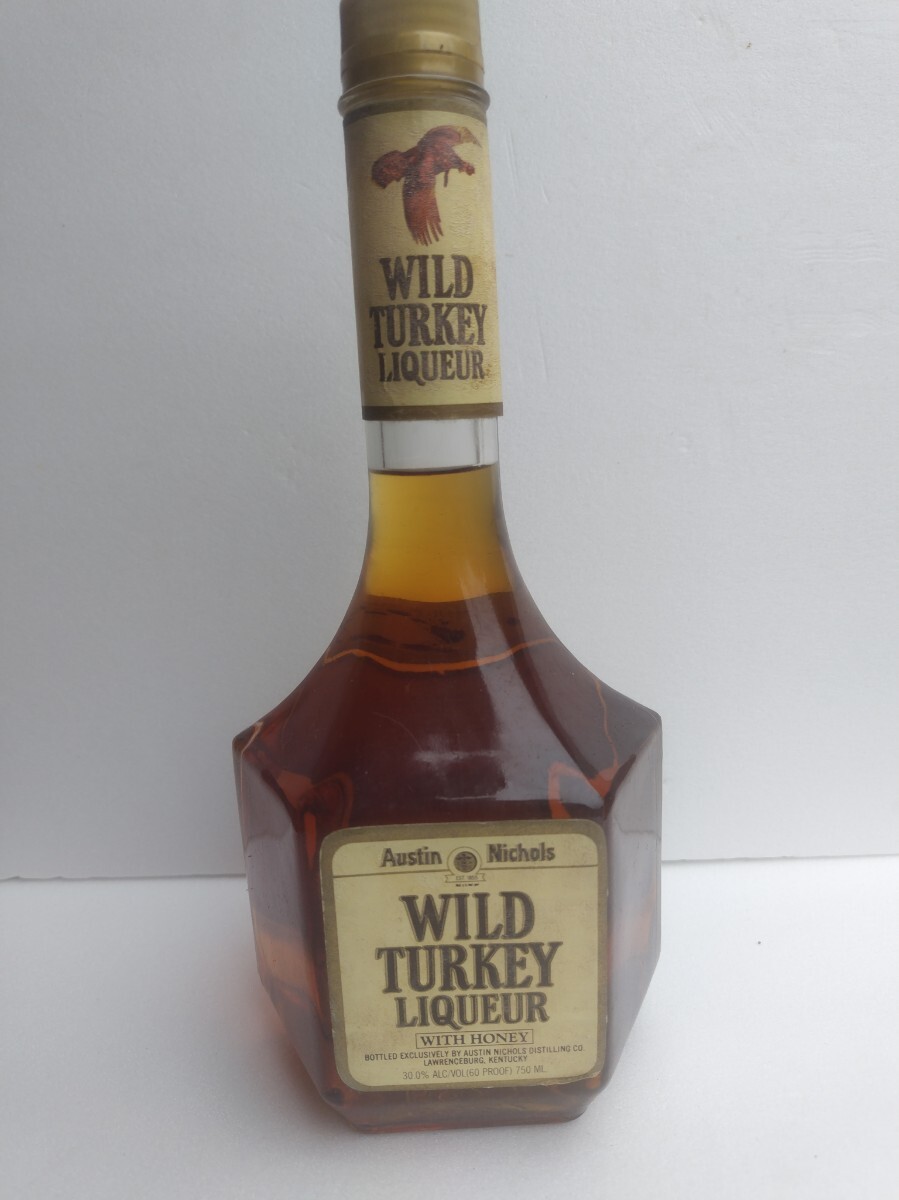 WILD
TURKEY
LIQUEUR
Austin Nichols
WILD
TURKEY
LIQUEUR
WITH HONEY
BOTTLED EXCLUSIVELY BY AUSTIN NICHOLS DISTILLING CO.
LAWRENCEBURG, KENTUCKY
30.0% ALC/VOL(60 PROOF) 750 ML.